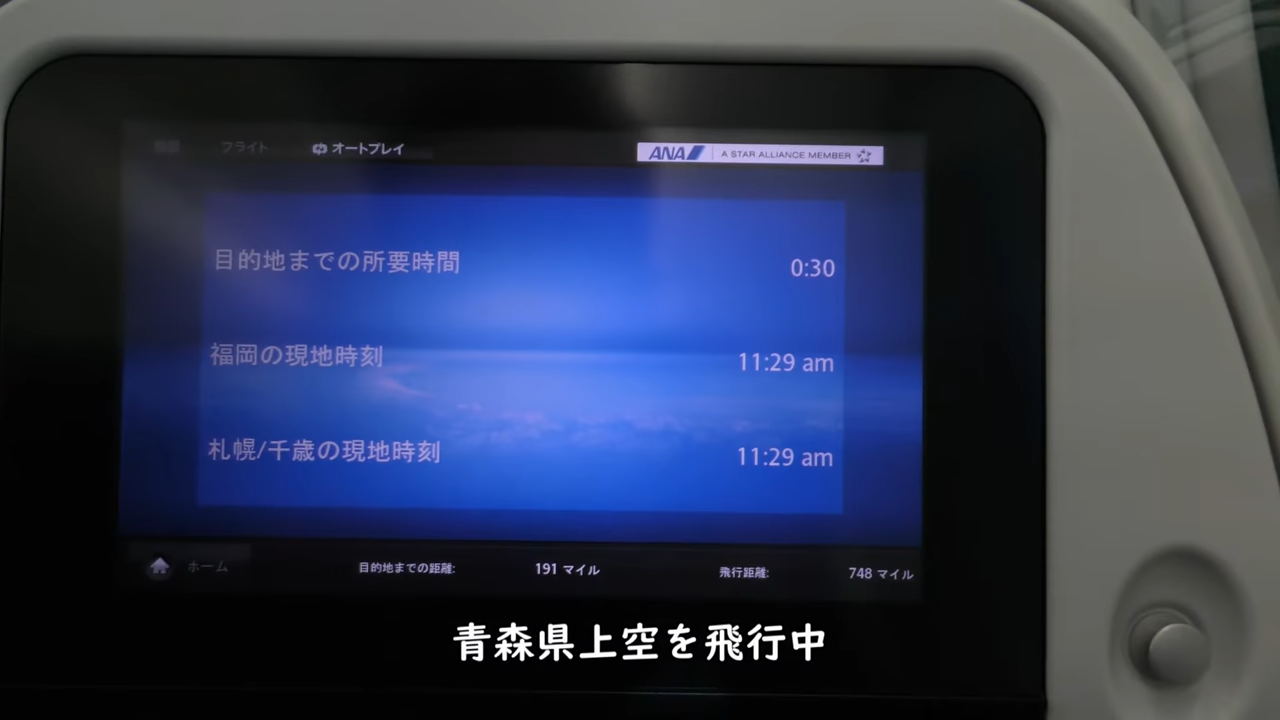 フライト
オートプレイ
ANA
A STAR ALLIANCE MEMBER
目的地までの所要時間 0:30
福岡の現地時刻 11:29 am
札幌/千歳の現地時刻 11:29 am
ホーム
目的地までの距離: 191 マイル
飛行距離: 748 マイル
青森県上空を飛行中